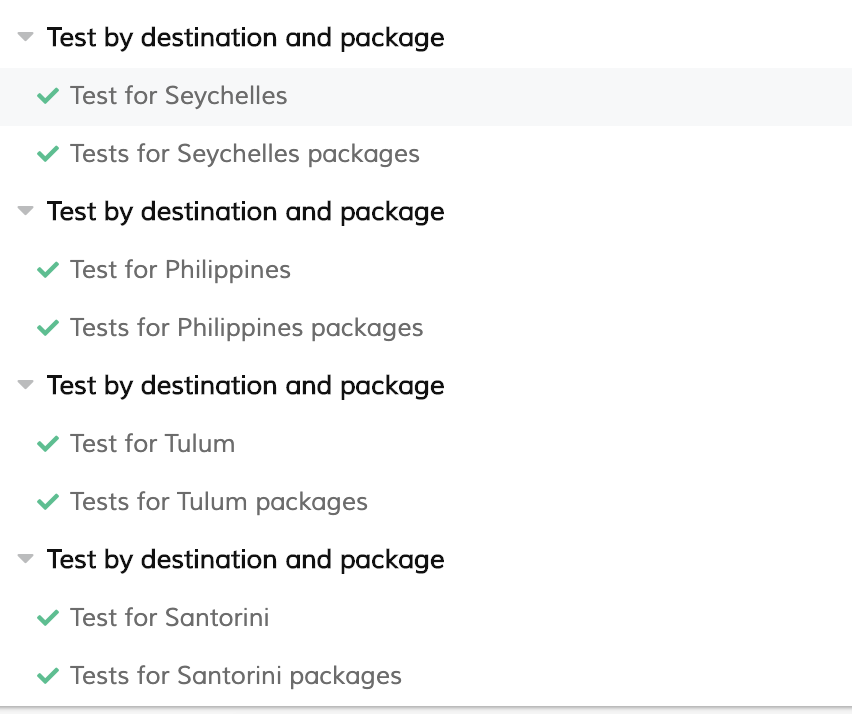 Test by destination and package
Test for Seychelles
Tests for Seychelles packages
Test by destination and package
Test for Philippines
Tests for Philippines packages
Test by destination and package
Test for Tulum
Tests for Tulum packages
Test by destination and package
Test for Santorini
Tests for Santorini packages